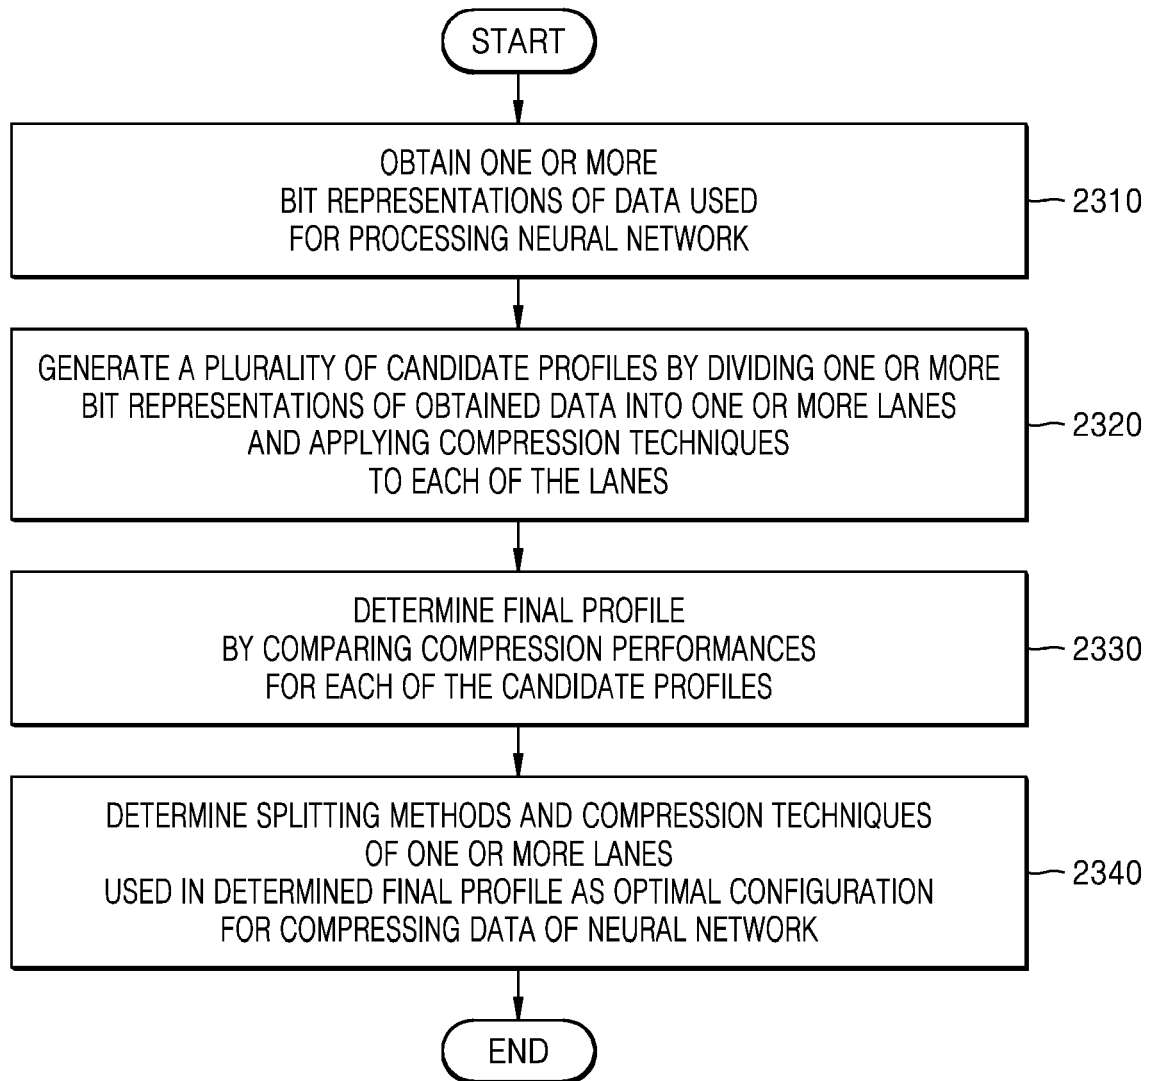 START
OBTAIN ONE OR MORE
BIT REPRESENTATIONS OF DATA USED
FOR PROCESSING NEURAL NETWORK
2310
GENERATE A PLURALITY OF CANDIDATE PROFILES BY DIVIDING ONE OR MORE
BIT REPRESENTATIONS OF OBTAINED DATA INTO ONE OR MORE LANES
AND APPLYING COMPRESSION TECHNIQUES
TO EACH OF THE LANES
2320
DETERMINE FINAL PROFILE
BY COMPARING COMPRESSION PERFORMANCES
FOR EACH OF THE CANDIDATE PROFILES
2330
DETERMINE SPLITTING METHODS AND COMPRESSION TECHNIQUES
OF ONE OR MORE LANES
USED IN DETERMINED FINAL PROFILE AS OPTIMAL CONFIGURATION
FOR COMPRESSING DATA OF NEURAL NETWORK
2340
END